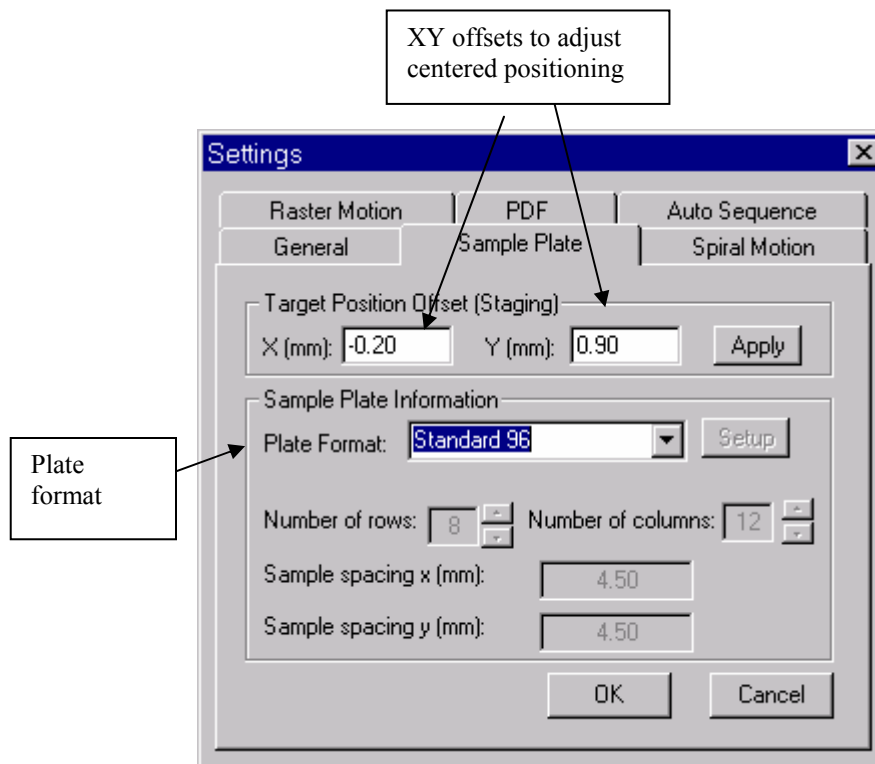 XY offsets to adjust
centered positioning
Settings
Raster Motion PDF Auto Sequence
General Sample Plate Spiral Motion
Target Position Offset (Staging)
X (mm): -0.20 Y (mm): 0.90 Apply
Sample Plate Information
Plate Format: Standard 96 Setup
Plate
format
Number of rows: 8 Number of columns: 12
Sample spacing x (mm): 4.50
Sample spacing y (mm): 4.50
OK Cancel